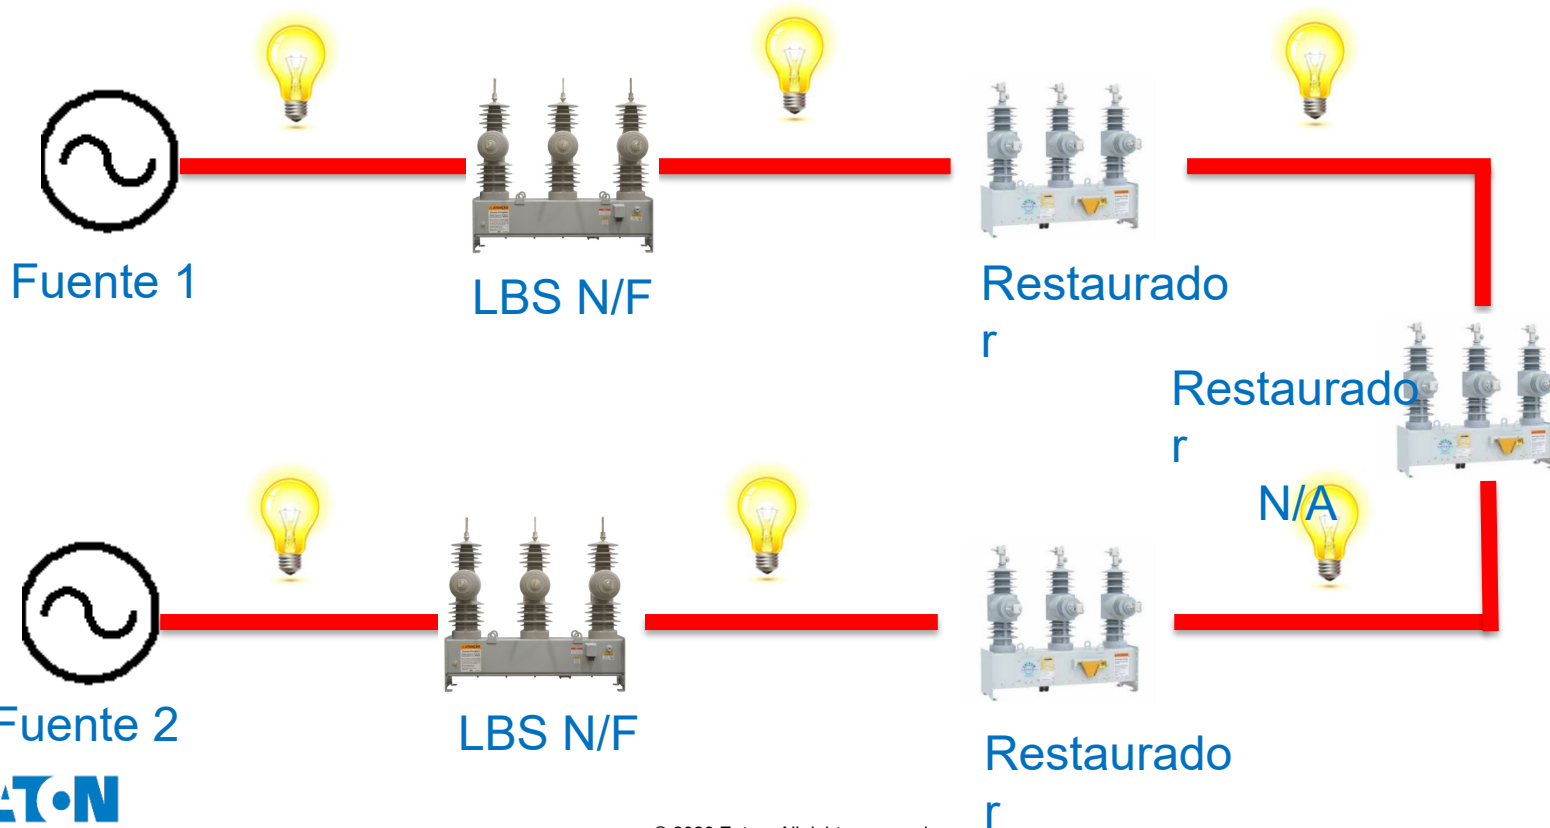 Fuente 1
LBS N/F
Restaurado
r
Restaurado
r
N/A
Fuente 2
LBS N/F
Restaurado
r